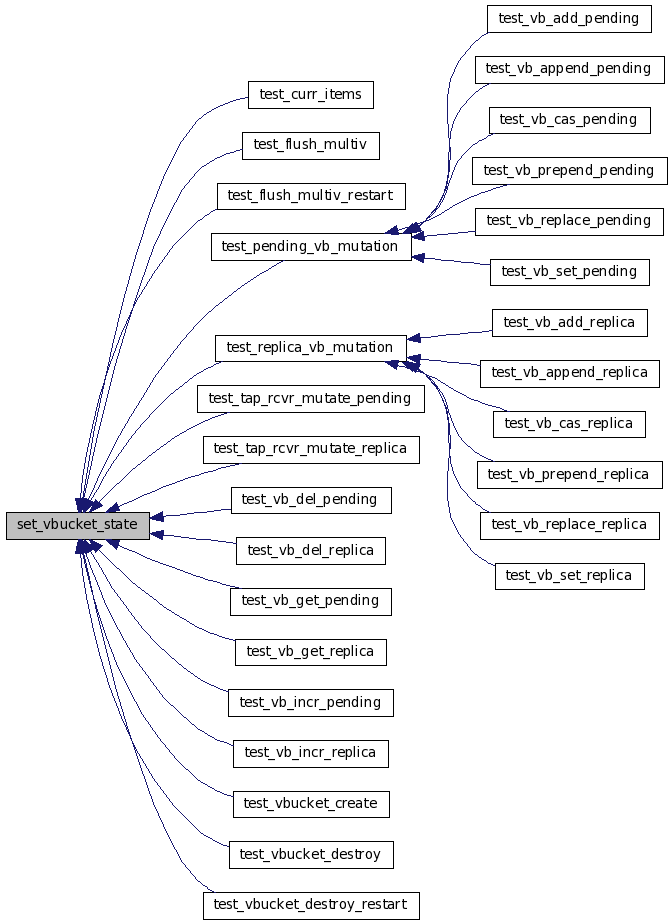 test_vb_add_pending
test_vb_append_pending
test_curr_items
test_vb_cas_pending
test_flush_multiv
test_vb_prepend_pending
test_flush_multiv_restart
test_vb_replace_pending
test_pending_vb_mutation
test_vb_set_pending
test_vb_add_replica
test_replica_vb_mutation
test_vb_append_replica
test_tap_rcvr_mutate_pending
test_vb_cas_replica
test_tap_rcvr_mutate_replica
test_vb_prepend_replica
test_vb_del_pending
set_vbucket_state
test_vb_replace_replica
test_vb_del_replica
test_vb_set_replica
test_vb_get_pending
test_vb_get_replica
test_vb_incr_pending
test_vb_incr_replica
test_vbucket_create
test_vbucket_destroy
test_vbucket_destroy_restart